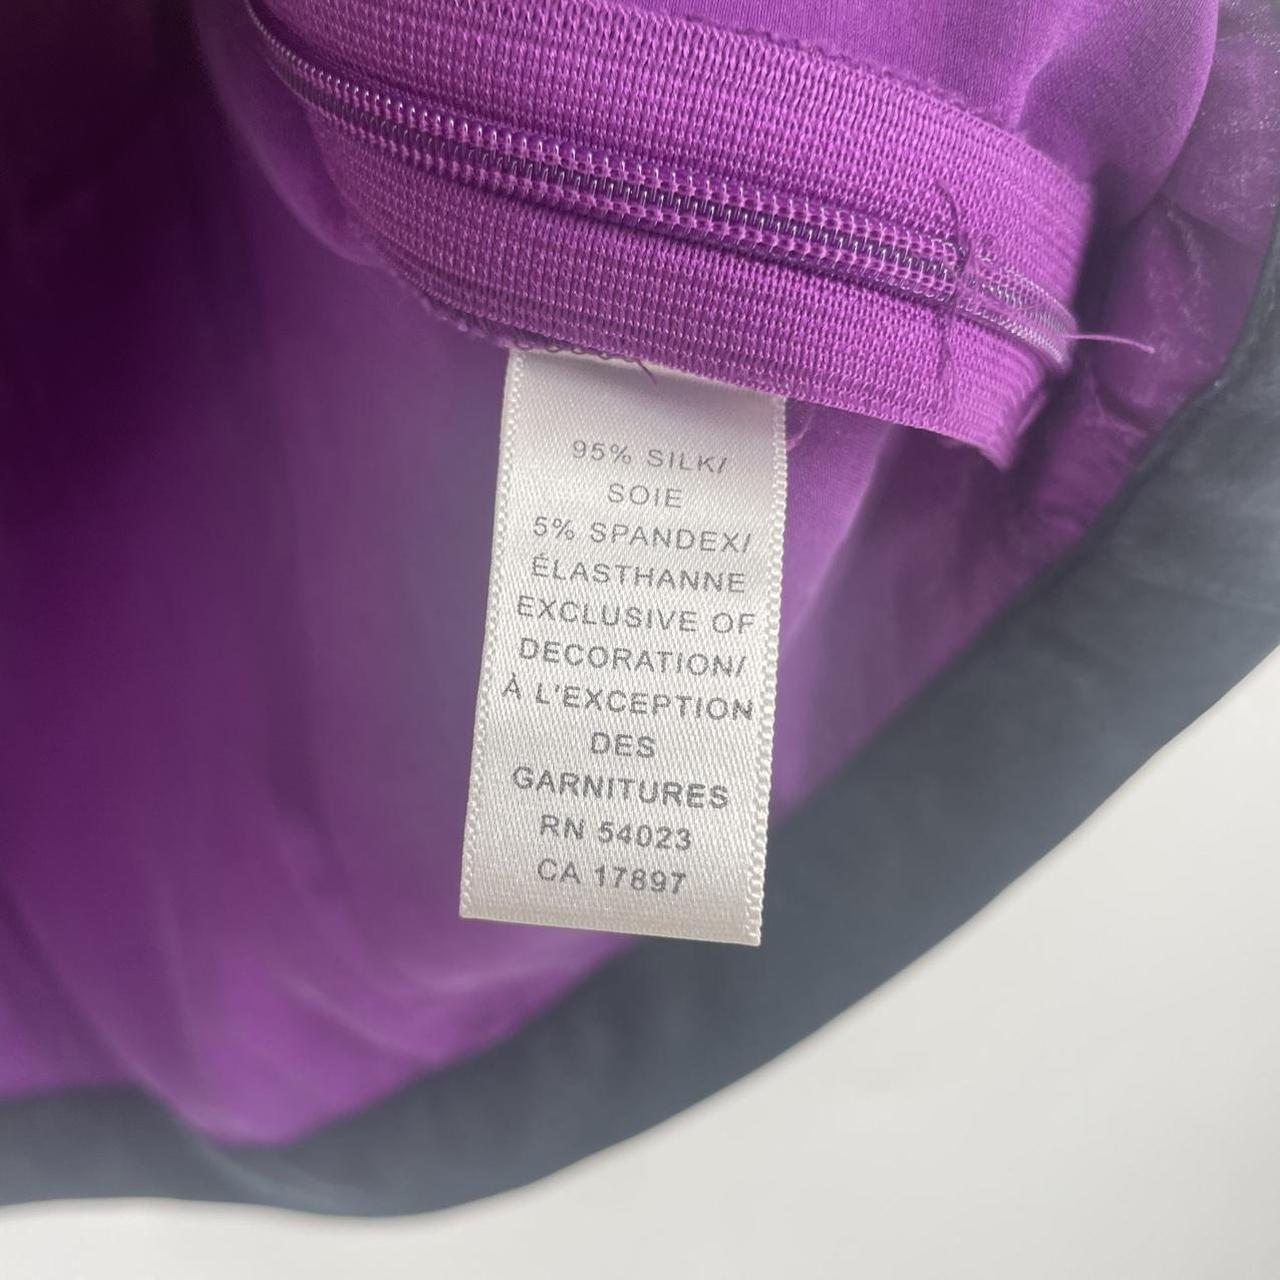 95% SILK/
SOIE
5% SPANDEX/
ÉLASTHANNE
EXCLUSIVE OF
DECORATION/
À L'EXCEPTION
DES
GARNITURES
RN 54023
CA 17897